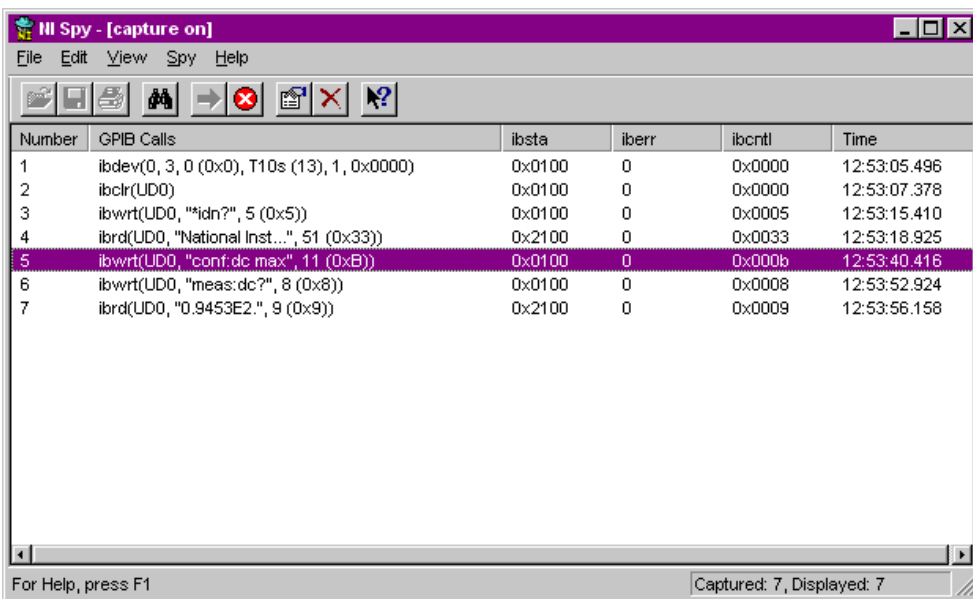 NI Spy - [capture on]
File Edit View Spy Help
Number GPIB Calls ibsta iberr ibcntl Time
1 ibdev(0, 3, 0 (0x0), T10s (13), 1, 0x0000) 0x0100 0 0x0000 12:53:05.496
2 ibclr(UD0) 0x0100 0 0x0000 12:53:07.378
3 ibwrt(UD0, "*idn?", 5 (0x5)) 0x0100 0 0x0005 12:53:15.410
4 ibrd(UD0, "National Inst...", 51 (0x33)) 0x2100 0 0x0033 12:53:18.925
5 ibwrt(UD0, "conf:dc max", 11 (0xB)) 0x0100 0 0x000b 12:53:40.416
6 ibwrt(UD0, "meas:dc?", 8 (0x8)) 0x0100 0 0x0008 12:53:52.924
7 ibrd(UD0, "0.9453E2.", 9 (0x9)) 0x2100 0 0x0009 12:53:56.158
For Help, press F1 Captured: 7, Displayed: 7